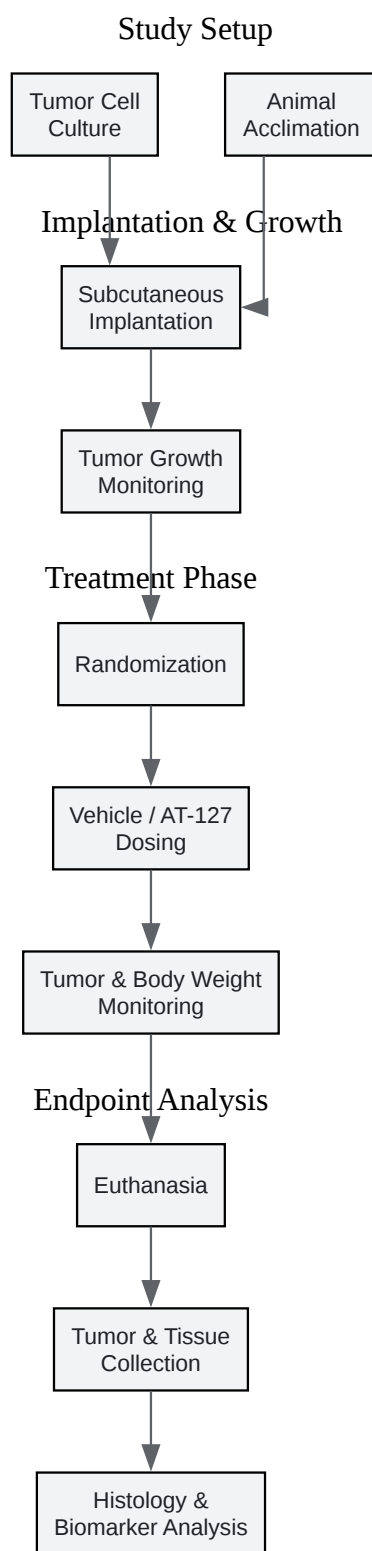 Study Setup
Tumor Cell
Culture
Animal
Acclimation
Implantation & Growth
Subcutaneous
Implantation
Tumor Growth
Monitoring
Treatment Phase
Randomization
Vehicle / AT-127
Dosing
Tumor & Body Weight
Monitoring
Endpoint Analysis
Euthanasia
Tumor & Tissue
Collection
Histology &
Biomarker Analysis